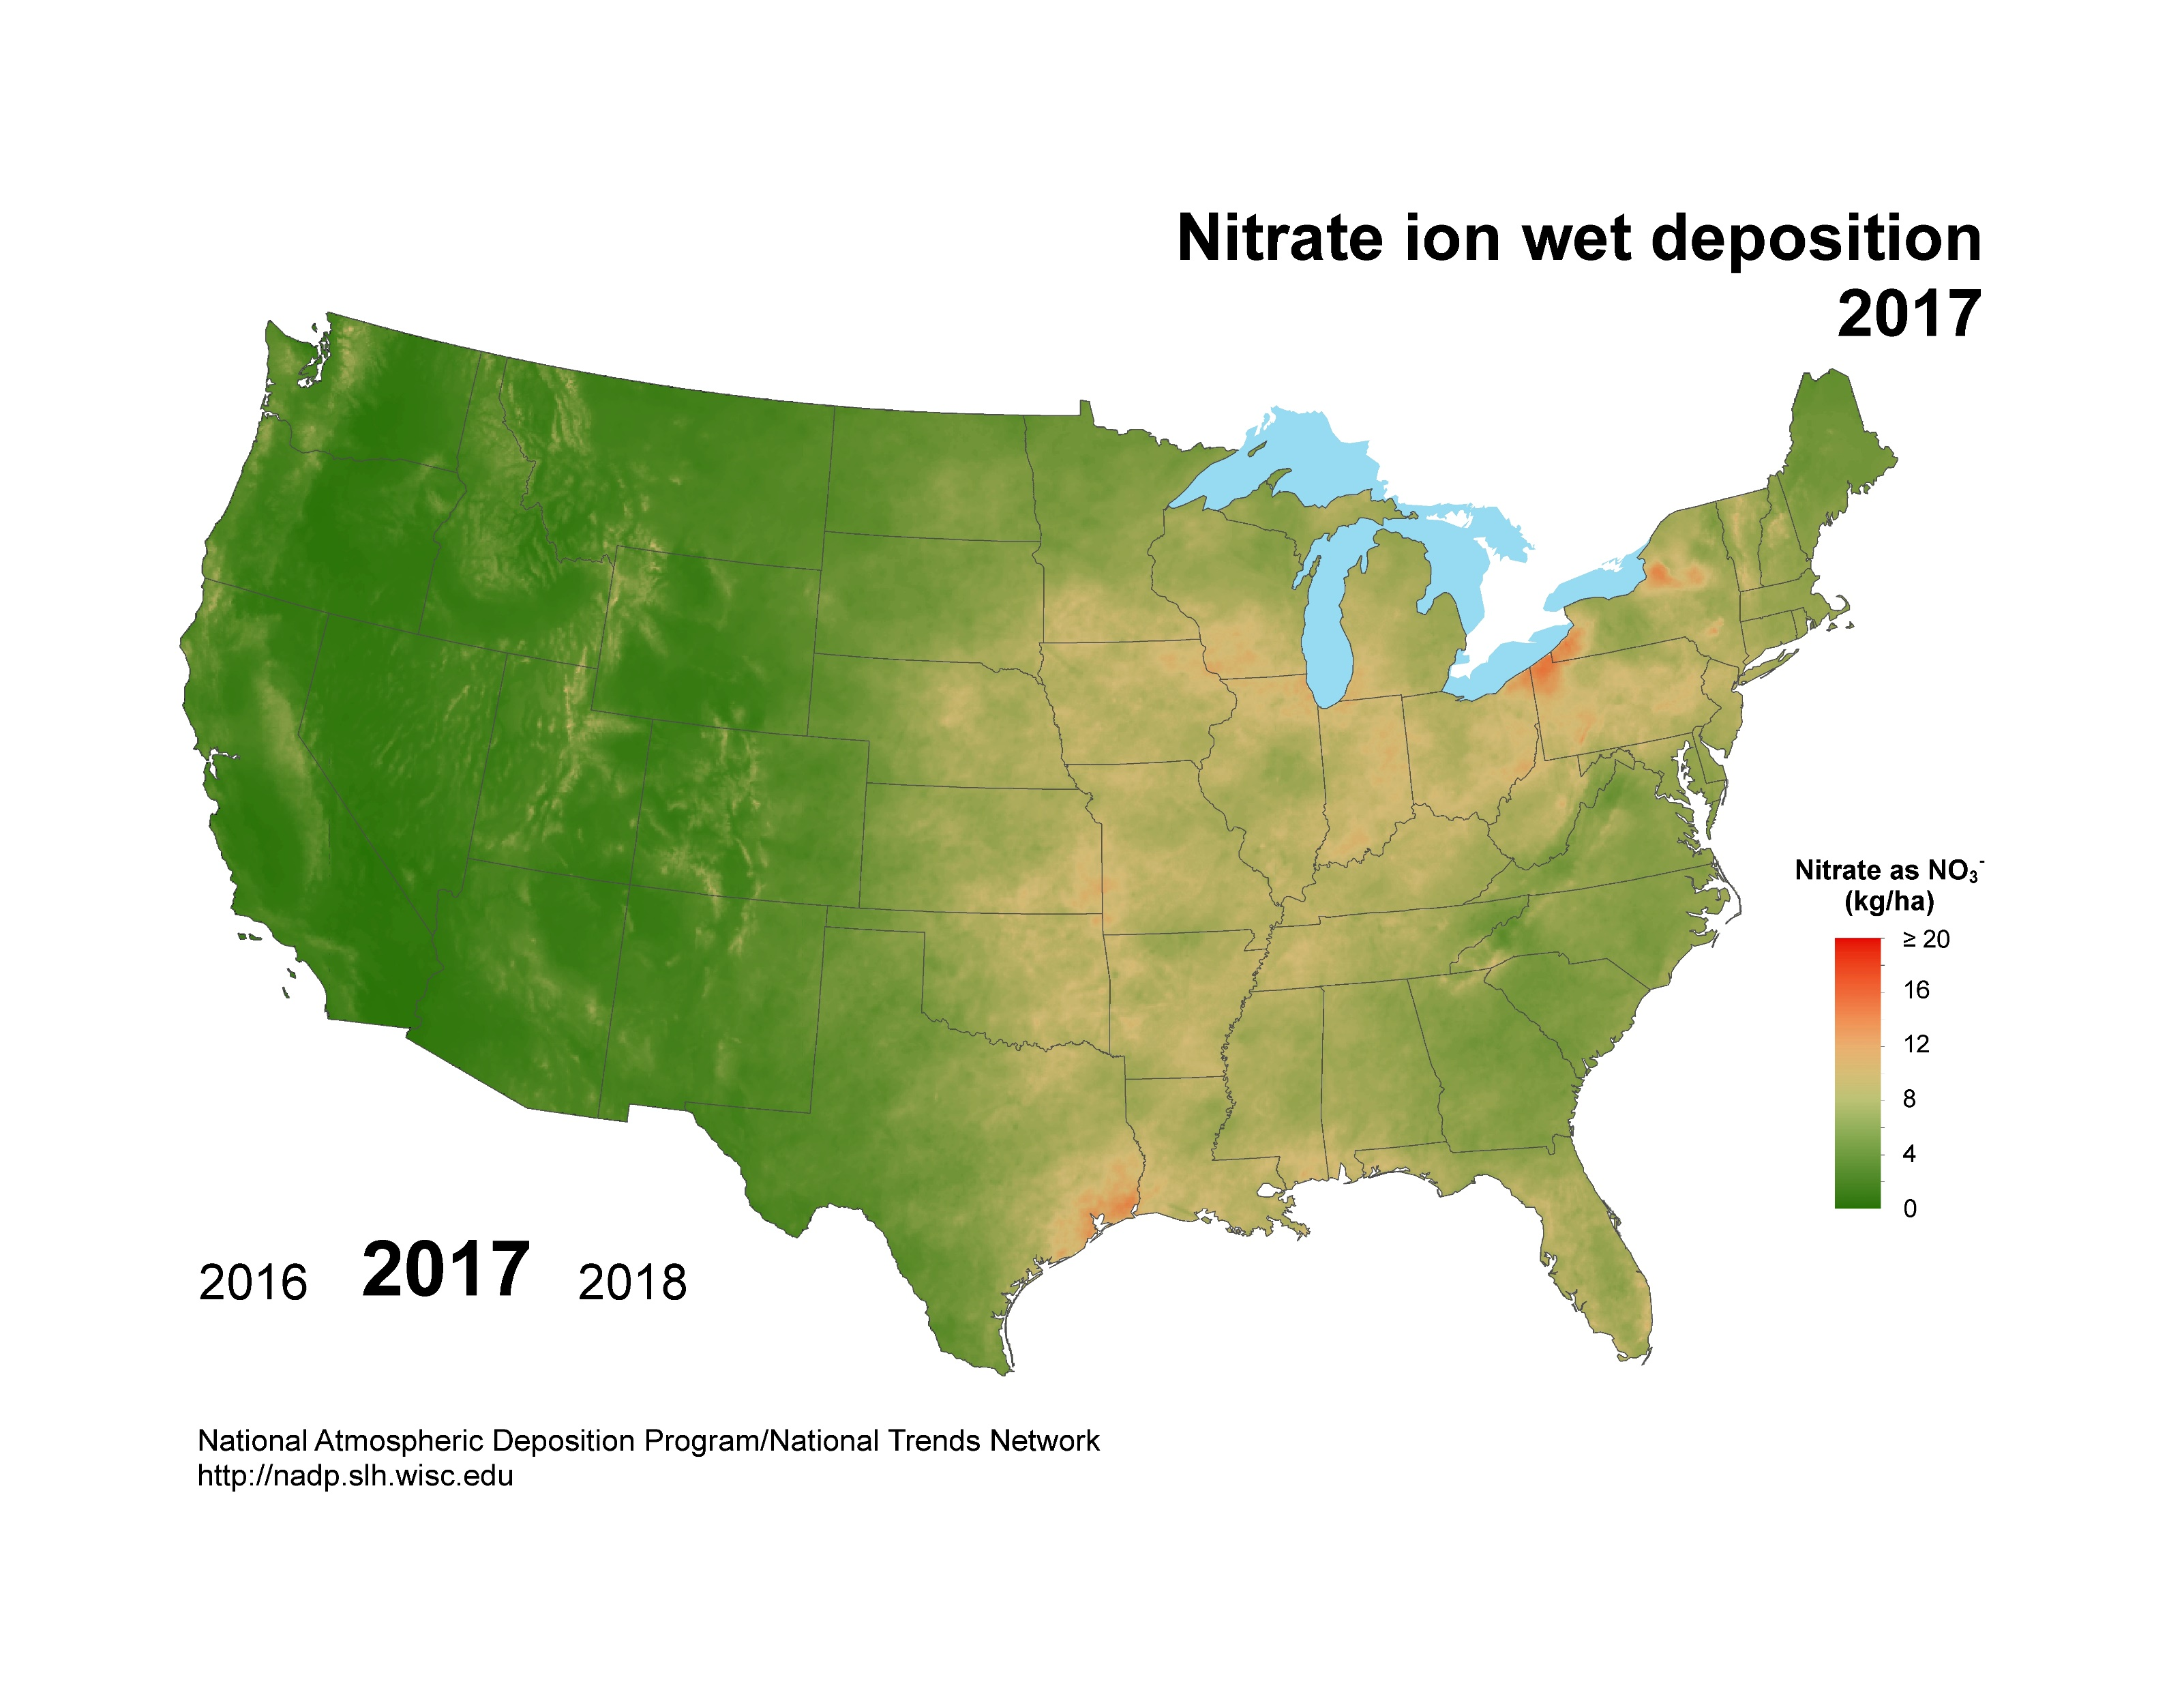 Nitrate ion wet deposition
2017
Nitrate as NO₃⁻
(kg/ha)
≥ 20
16
12
8
4
0
2016 2017 2018
National Atmospheric Deposition Program/National Trends Network
http://nadp.slh.wisc.edu